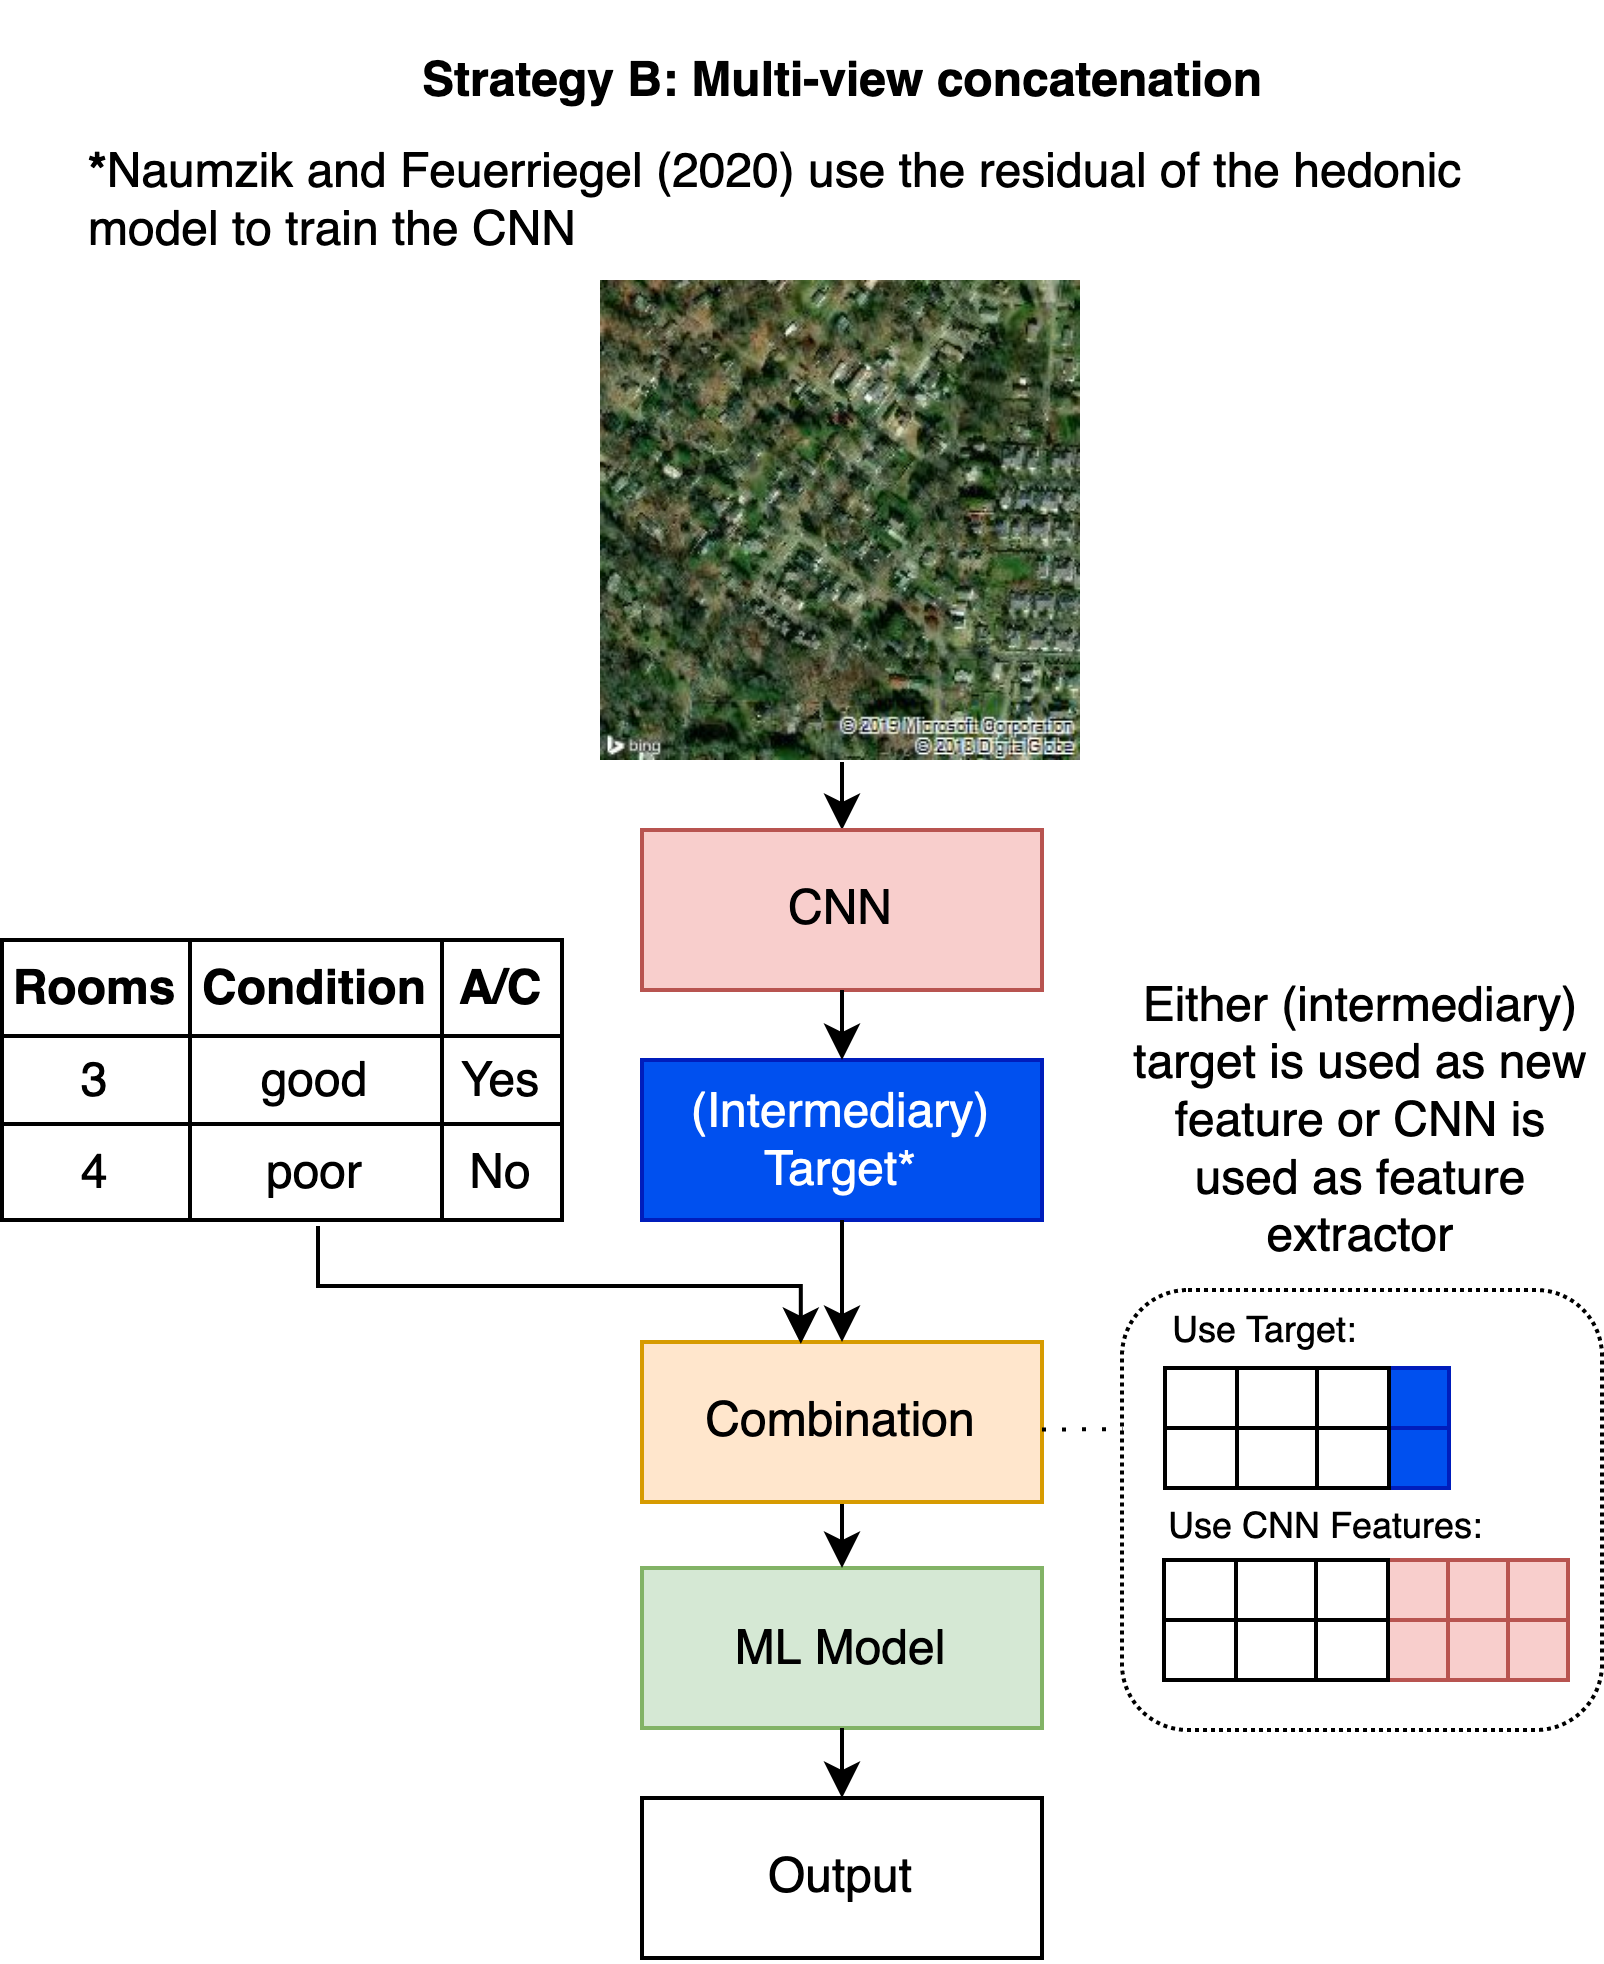 Strategy B: Multi-view concatenation
*Naumzik and Feuerriegel (2020) use the residual of the hedonic
model to train the CNN
© 2019 Microsoft Corporation
© 2018 DigitalGlobe
bing
CNN
Rooms Condition A/C
3 good Yes
4 poor No
(Intermediary)
Target*
Either (intermediary)
target is used as new
feature or CNN is
used as feature
extractor
Combination
Use Target:
Use CNN Features:
ML Model
Output